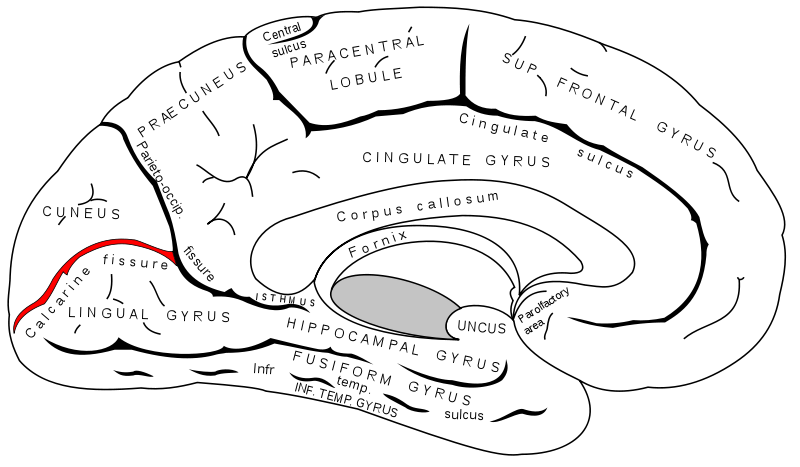 Central
sulcus
PARACENTRAL
LOBULE
SUP. FRONTAL GYRUS
PRAECUNEUS
Cingulate sulcus
CINGULATE GYRUS
Parieto-occip.
fissure
Corpus callosum
CUNEUS
Fornix
Calcarine fissure
ISTHMUS
Parolfactory
area
LINGUAL GYRUS
HIPPOCAMPAL GYRUS
UNCUS
FUSIFORM GYRUS
Infr
temp.
sulcus
INF. TEMP. GYRUS